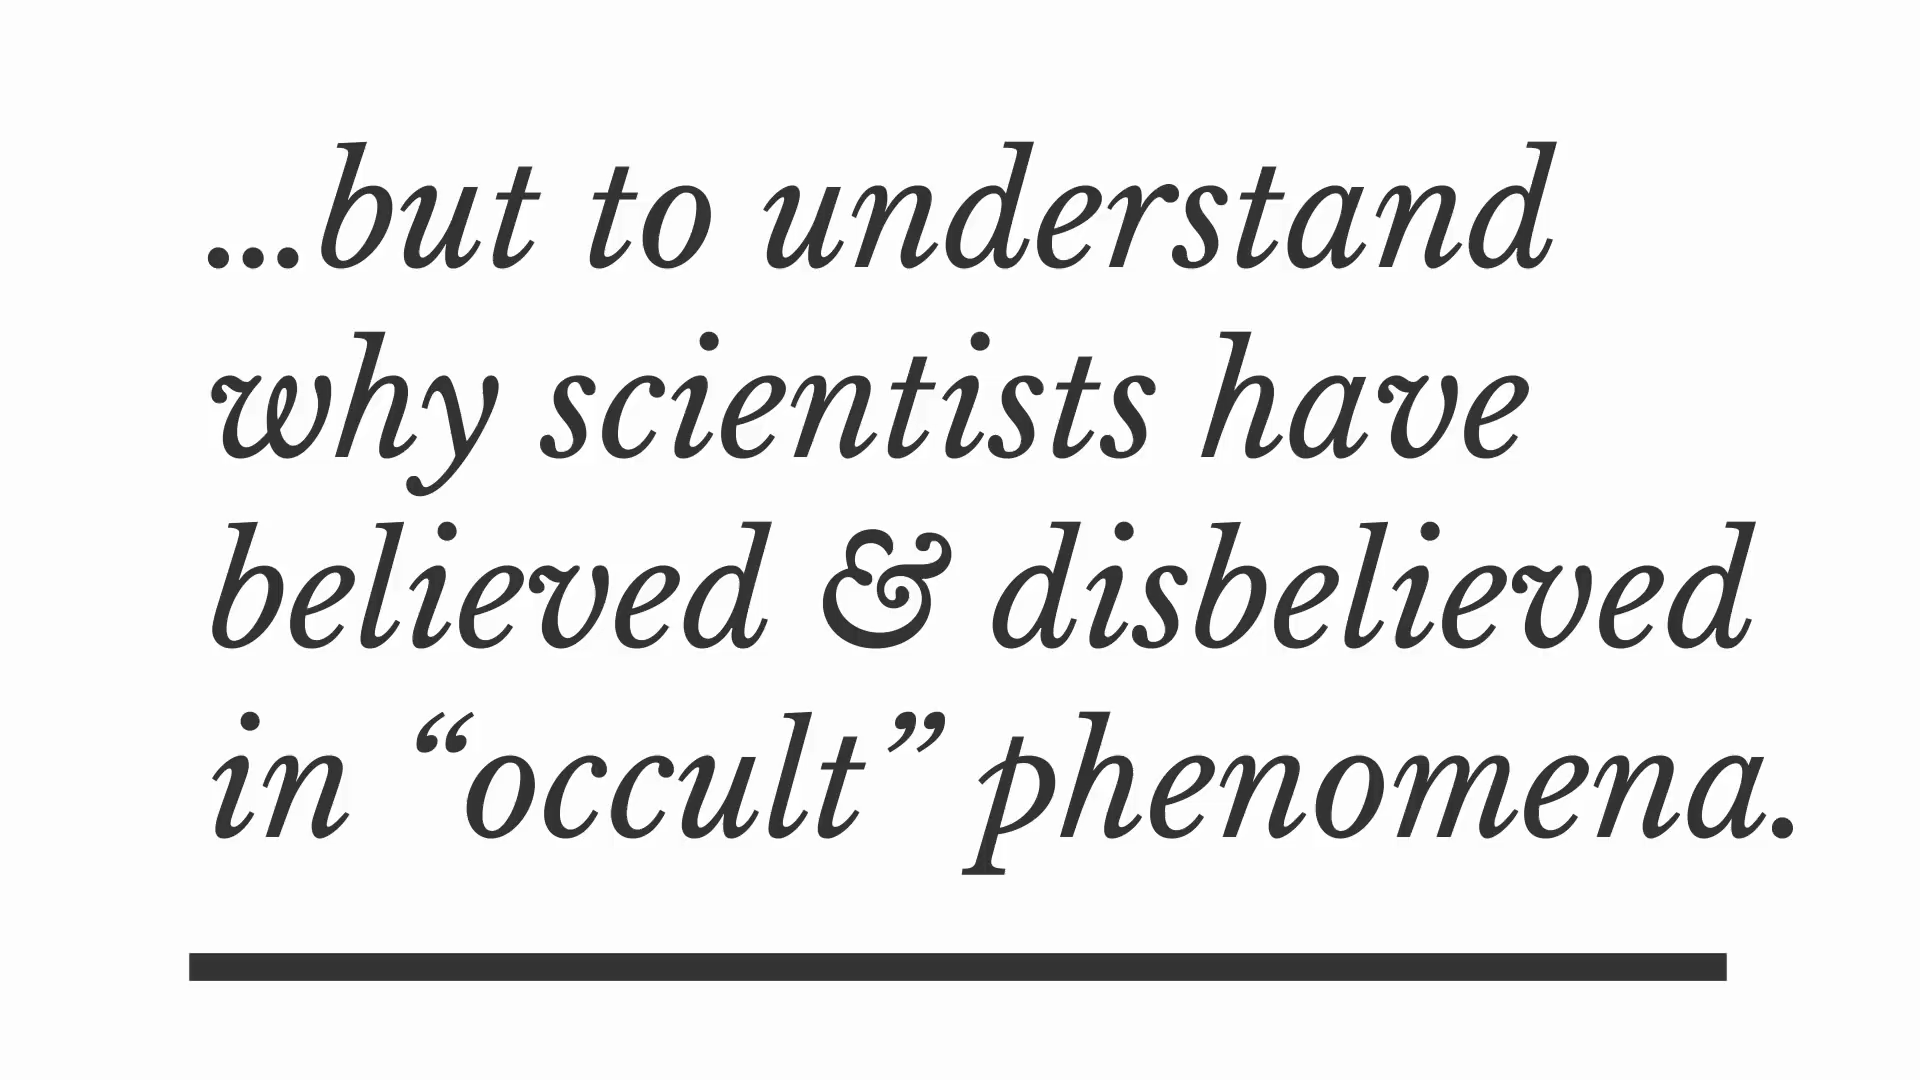 ...but to understand
why scientists have
believed & disbelieved
in “occult” phenomena.